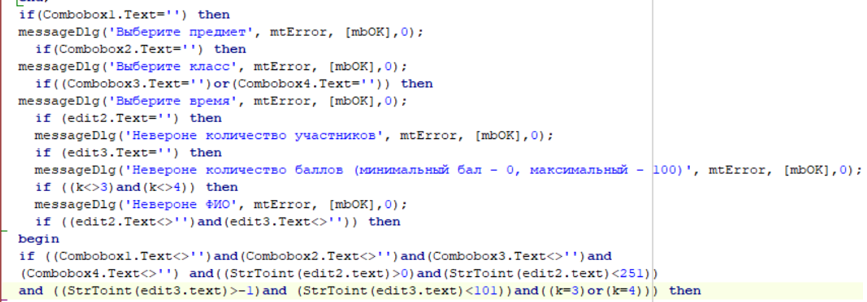 if(Combobox1.Text='') then
messageDlg('Выберите предмет', mtError, [mbOK],0);
if(Combobox2.Text='') then
messageDlg('Выберите класс', mtError, [mbOK],0);
if((Combobox3.Text='')or(Combobox4.Text='')) then
messageDlg('Выберите время', mtError, [mbOK],0);
if (edit2.Text='') then
messageDlg('Невероне количество участников', mtError, [mbOK],0);
if (edit3.Text='') then
messageDlg('Невероне количество баллов (минимальный бал - 0, максимальный - 100)', mtError, [mbOK],0);
if ((k<>3)and(k<>4)) then
messageDlg('Невероне ФИО', mtError, [mbOK],0);
if ((edit2.Text<>'')and(edit3.Text<>'')) then
begin
if ((Combobox1.Text<>'')and(Combobox2.Text<>'')and(Combobox3.Text<>'')and
(Combobox4.Text<>'') and((StrToint(edit2.text)>0)and(StrToint(edit2.text)<251))
and ((StrToint(edit3.text)>-1)and (StrToint(edit3.text)<101))and((k=3)or(k=4))) then